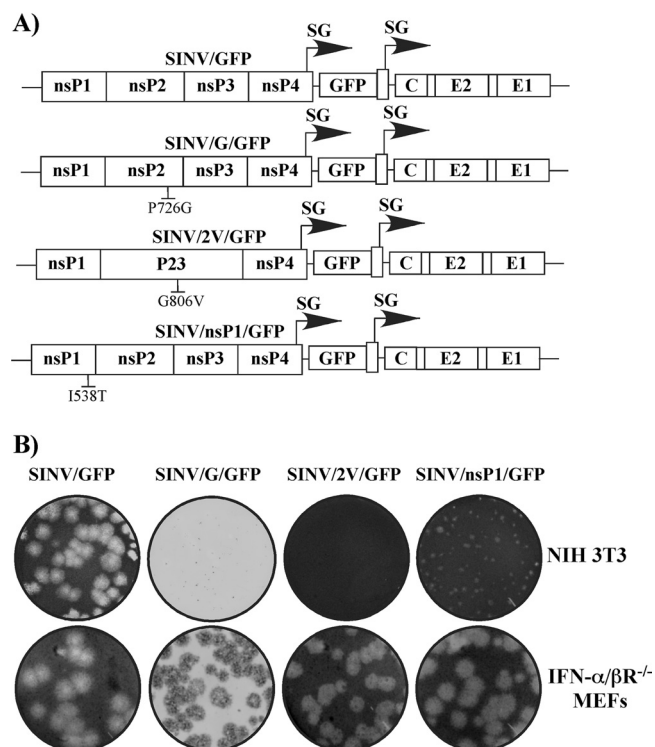 A)
SG
SINV/GFP
SG
nsP1 nsP2 nsP3 nsP4 GFP C E2 E1
SG
SINV/G/GFP
SG
nsP1 nsP2 nsP3 nsP4 GFP C E2 E1
P726G
SG
SINV/2V/GFP
SG
nsP1 P23 nsP4 GFP C E2 E1
G806V
SG
SINV/nsP1/GFP
SG
nsP1 nsP2 nsP3 nsP4 GFP C E2 E1
I538T
B)
SINV/GFP SINV/G/GFP SINV/2V/GFP SINV/nsP1/GFP
NIH 3T3
IFN-α/βR-/-
MEFs